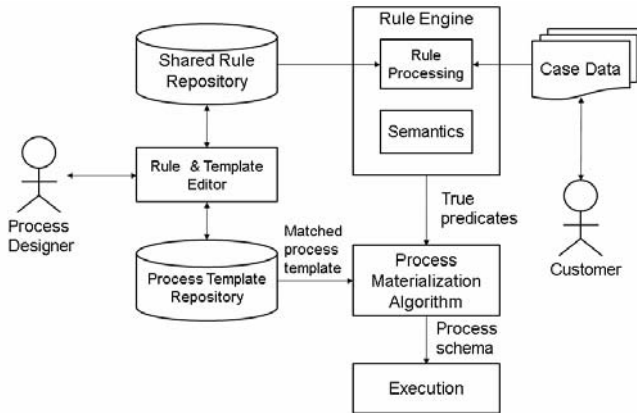 Rule Engine
Shared Rule
Repository
Rule
Processing
Case Data
Semantics
Rule & Template
Editor
Process
Designer
True
predicates
Matched
process
template
Customer
Process Template
Repository
Process
Materialization
Algorithm
Process
schema
Execution